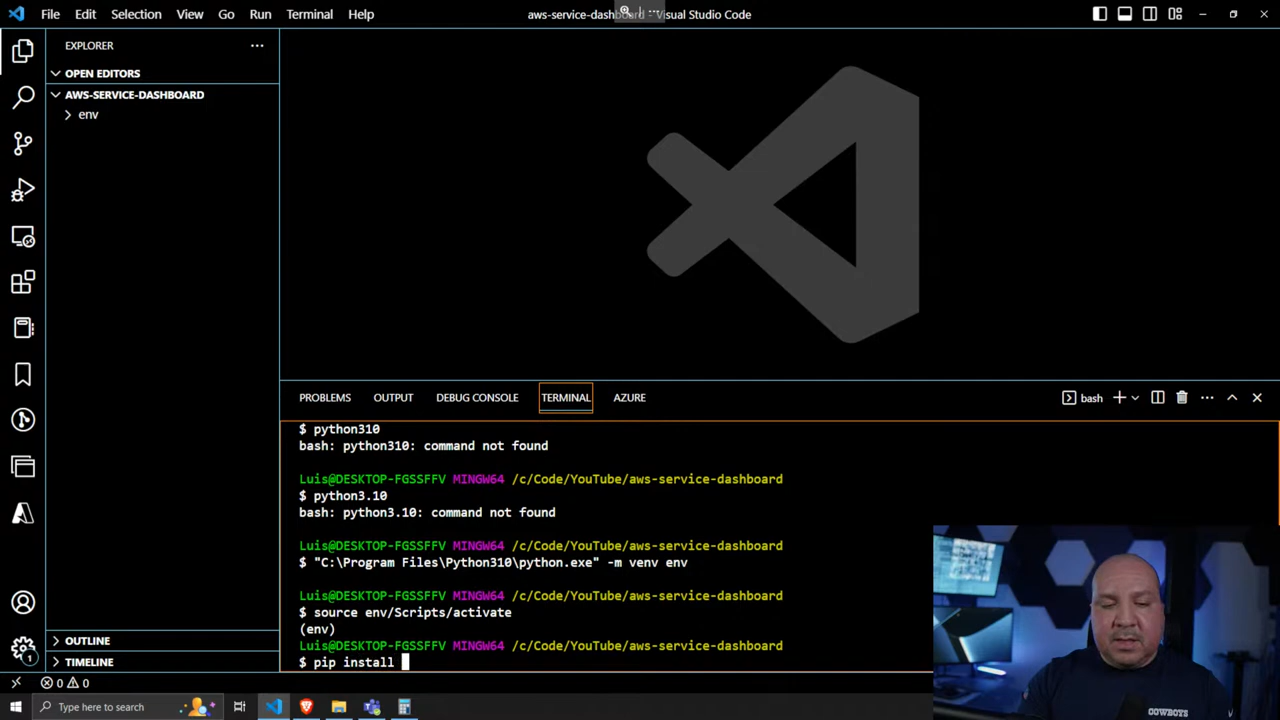 File Edit Selection View Go Run Terminal Help
aws-service-dashboard - Visual Studio Code
EXPLORER
OPEN EDITORS
AWS-SERVICE-DASHBOARD
env
PROBLEMS OUTPUT DEBUG CONSOLE TERMINAL AZURE
bash
$ python310
bash: python310: command not found
Luis@DESKTOP-FGSSFFV MINGW64 /c/Code/YouTube/aws-service-dashboard
$ python3.10
bash: python3.10: command not found
Luis@DESKTOP-FGSSFFV MINGW64 /c/Code/YouTube/aws-service-dashboard
$ "C:\Program Files\Python310\python.exe" -m venv env
Luis@DESKTOP-FGSSFFV MINGW64 /c/Code/YouTube/aws-service-dashboard
$ source env/Scripts/activate
(env)
Luis@DESKTOP-FGSSFFV MINGW64 /c/Code/YouTube/aws-service-dashboard
$ pip install
OUTLINE
TIMELINE
1
0 0
Type here to search
COWBOYS